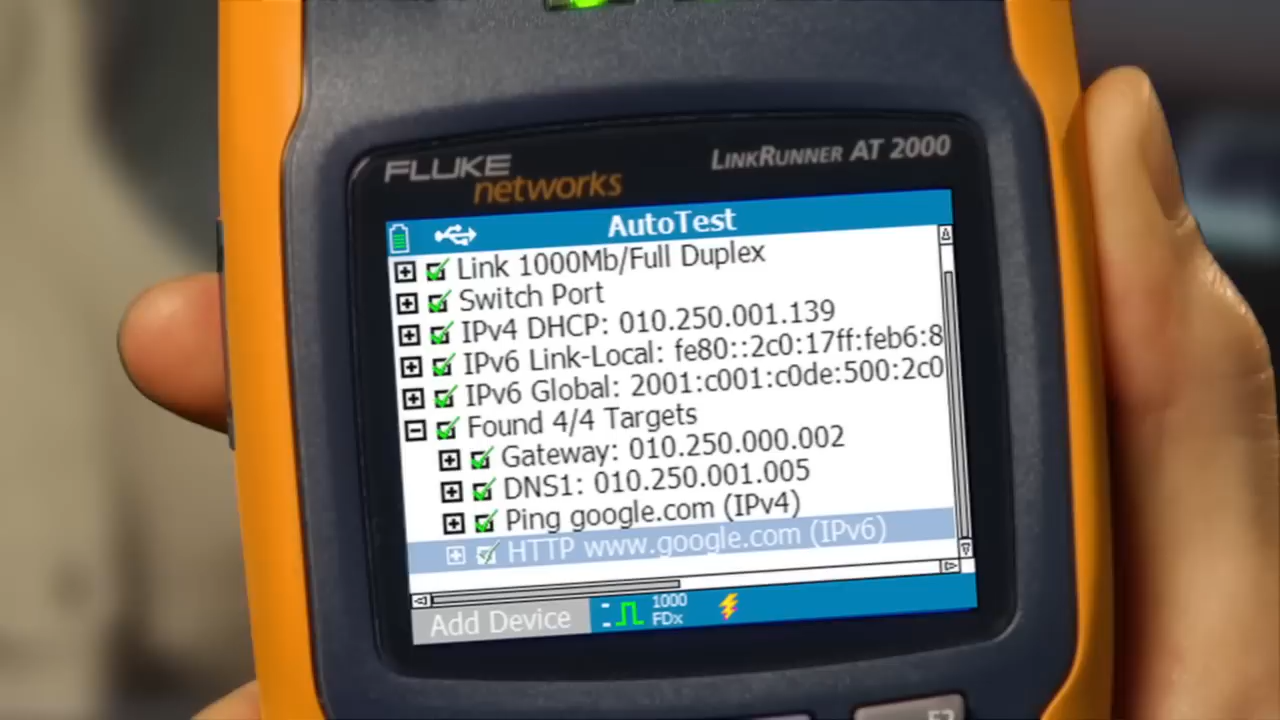 FLUKE
networks
LINKRUNNER AT 2000
AutoTest
Link 1000Mb/Full Duplex
Switch Port
IPv4 DHCP: 010.250.001.139
IPv6 Link-Local: fe80::2c0:17ff:feb6:8
IPv6 Global: 2001:c001:c0de:500:2c0
Found 4/4 Targets
Gateway: 010.250.000.002
DNS1: 010.250.001.005
Ping google.com (IPv4)
HTTP www.google.com (IPv6)
Add Device
1000
FDx